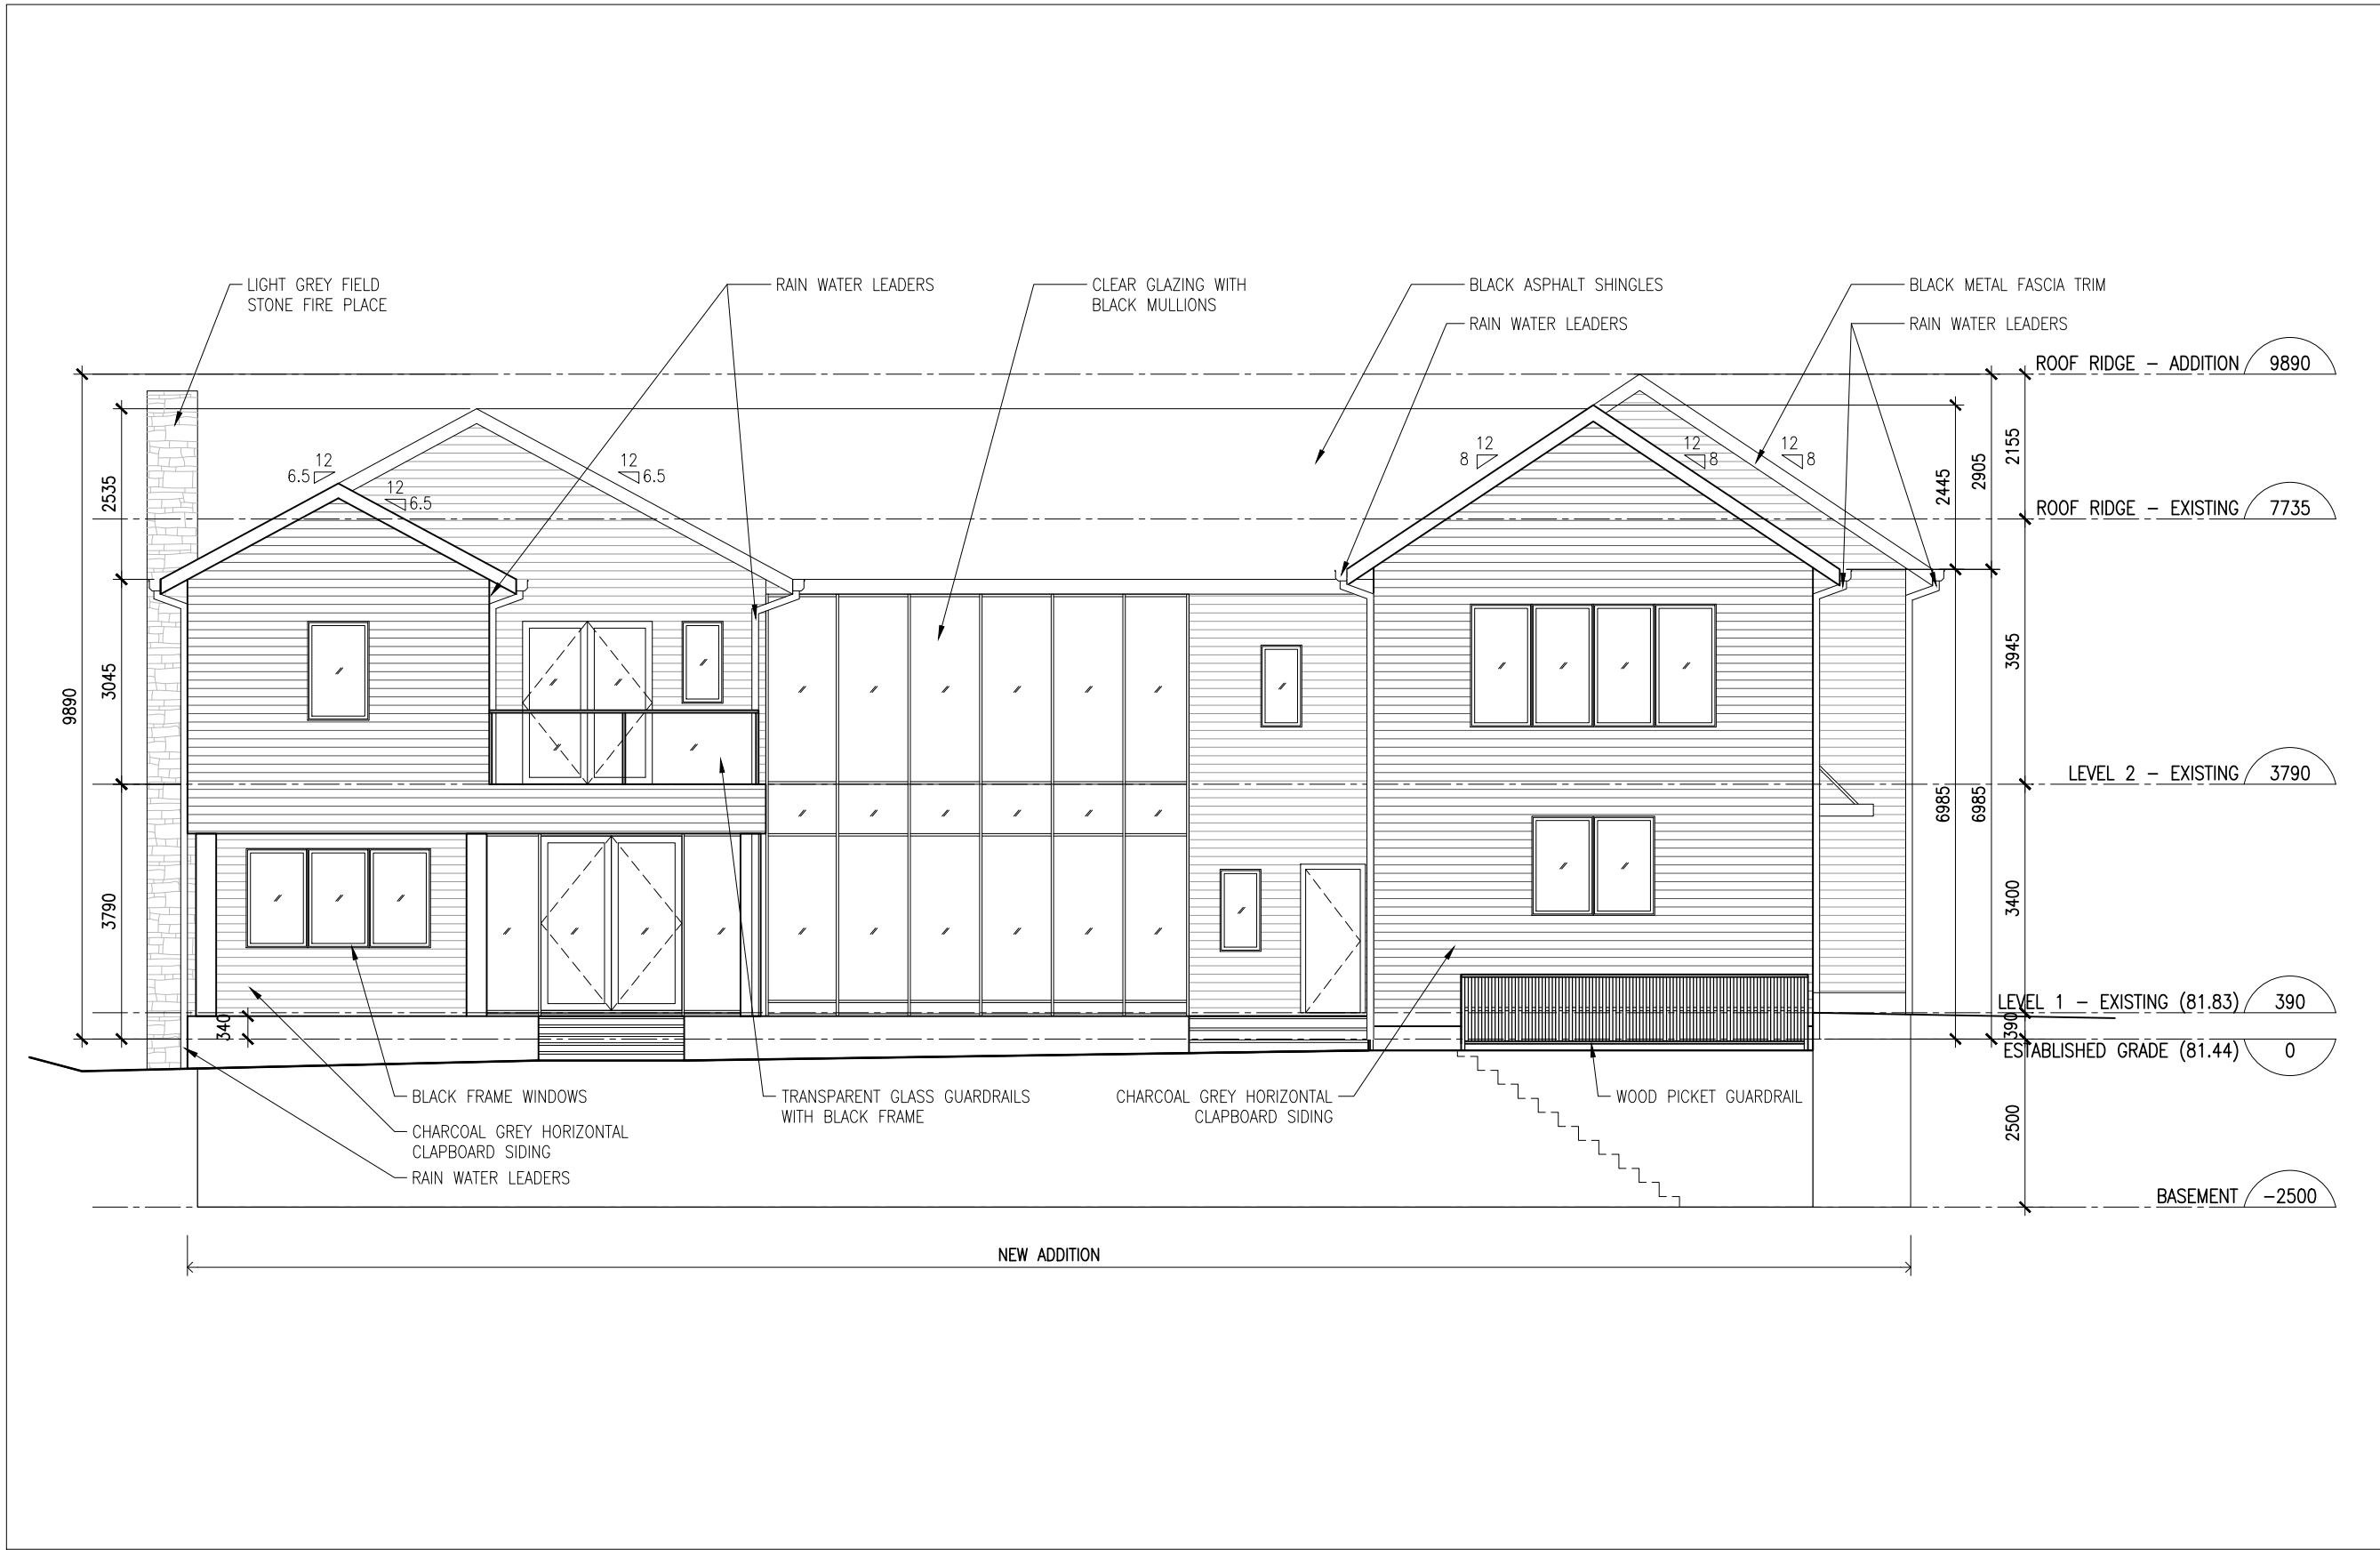 LIGHT GREY FIELD
STONE FIRE PLACE
RAIN WATER LEADERS
CLEAR GLAZING WITH
BLACK MULLIONS
BLACK ASPHALT SHINGLES
RAIN WATER LEADERS
BLACK METAL FASCIA TRIM
RAIN WATER LEADERS
ROOF RIDGE - ADDITION 9890
ROOF RIDGE - EXISTING 7735
LEVEL 2 - EXISTING 3790
LEVEL 1 - EXISTING (81.83) 390
ESTABLISHED GRADE (81.44) 0
BASEMENT -2500
12
6.5
12
6.5
12
6.5
12
8
12
8
12
8
9890
2535
3045
3790
340
2445
6985
2905
6985
2155
3945
3400
390
2500
BLACK FRAME WINDOWS
CHARCOAL GREY HORIZONTAL
CLAPBOARD SIDING
RAIN WATER LEADERS
TRANSPARENT GLASS GUARDRAILS
WITH BLACK FRAME
CHARCOAL GREY HORIZONTAL
CLAPBOARD SIDING
WOOD PICKET GUARDRAIL
NEW ADDITION